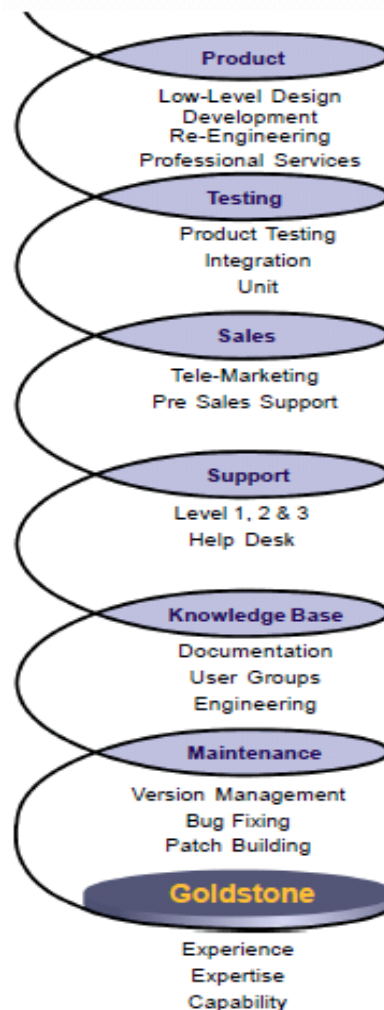 Product
Low-Level Design
Development
Re-Engineering
Professional Services
Testing
Product Testing
Integration
Unit
Sales
Tele-Marketing
Pre Sales Support
Support
Level 1, 2 & 3
Help Desk
Knowledge Base
Documentation
User Groups
Engineering
Maintenance
Version Management
Bug Fixing
Patch Building
Goldstone
Experience
Expertise
Capability